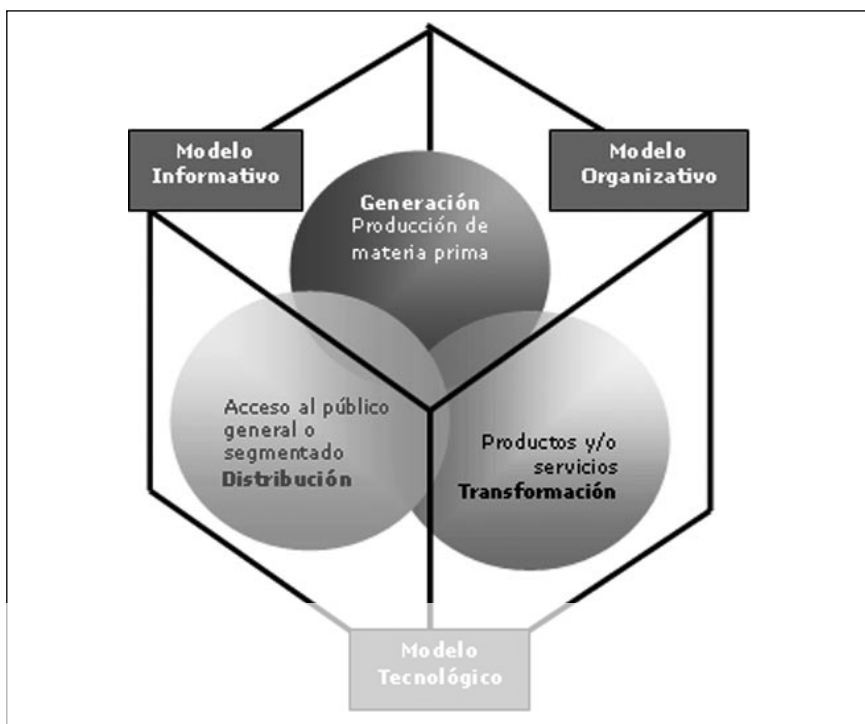 Modelo
Informativo
Modelo
Organizativo
Generación
Producción de
materia prima
Acceso al público
general o
segmentado
Distribución
Productos y/o
servicios
Transformación
Modelo
Tecnológico